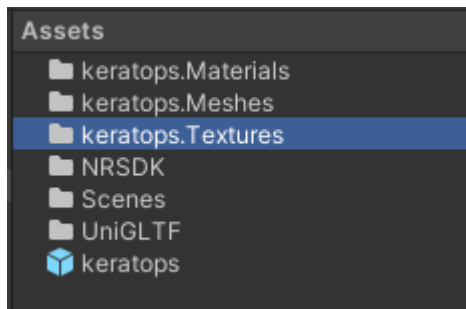 Assets
keratops.Materials
keratops.Meshes
keratops.Textures
NRSDK
Scenes
UniGLTF
keratops